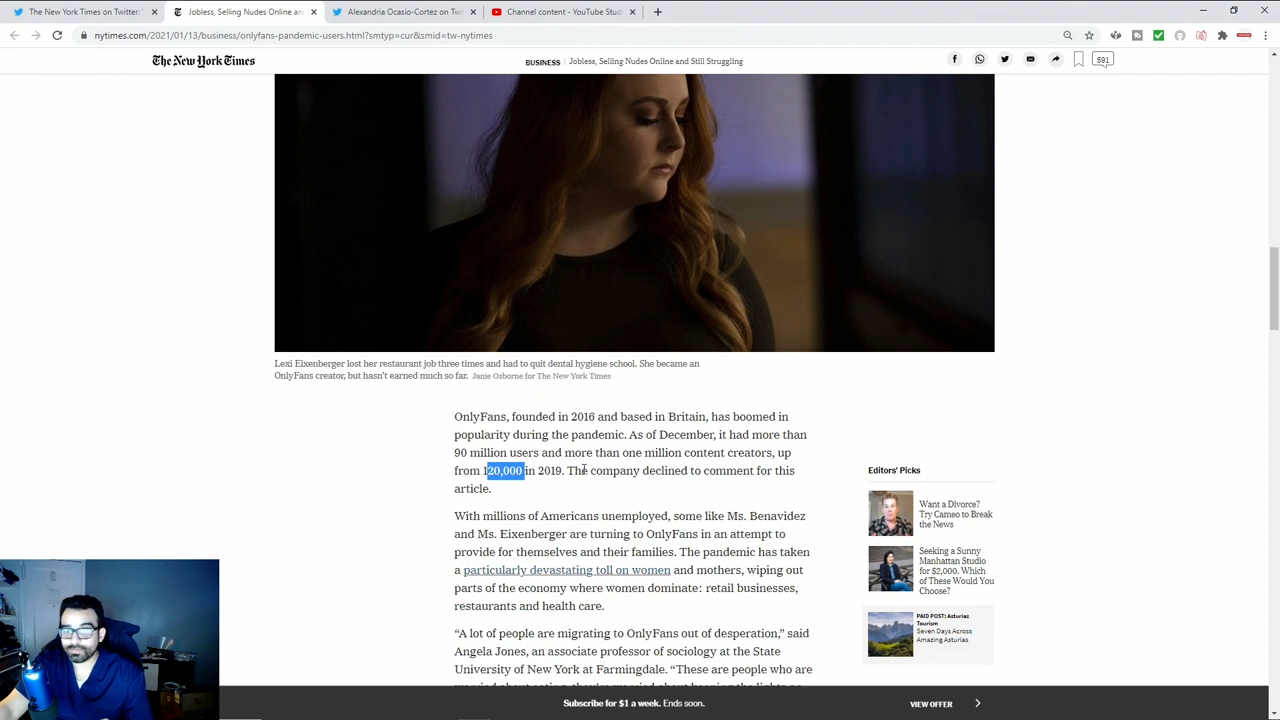 The New York Times on Twitter:
Jobless, Selling Nudes Online and
Alexandria Ocasio-Cortez on Twit
Channel content - YouTube Stud
nytimes.com/2021/01/13/business/onlyfans-pandemic-users.html?smtyp=cur&smid=tw-nytimes
The New York Times
BUSINESS | Jobless, Selling Nudes Online and Still Struggling
591
Lexi Eixenberger lost her restaurant job three times and had to quit dental hygiene school. She became an
OnlyFans creator, but hasn't earned much so far. Janie Osborne for The New York Times
OnlyFans, founded in 2016 and based in Britain, has boomed in
popularity during the pandemic. As of December, it had more than
90 million users and more than one million content creators, up
from 120,000 in 2019. The company declined to comment for this
article.
With millions of Americans unemployed, some like Ms. Benavidez
and Ms. Eixenberger are turning to OnlyFans in an attempt to
provide for themselves and their families. The pandemic has taken
a particularly devastating toll on women and mothers, wiping out
parts of the economy where women dominate: retail businesses,
restaurants and health care.
“A lot of people are migrating to OnlyFans out of desperation,” said
Angela Jones, an associate professor of sociology at the State
University of New York at Farmingdale. “These are people who are
Editors' Picks
Want a Divorce?
Try Cameo to Break
the News
Seeking a Sunny
Manhattan Studio
for $2,000. Which
of These Would You
Choose?
PAID POST: Asturias
Tourism
Seven Days Across
Amazing Asturias
Subscribe for $1 a week. Ends soon.
VIEW OFFER